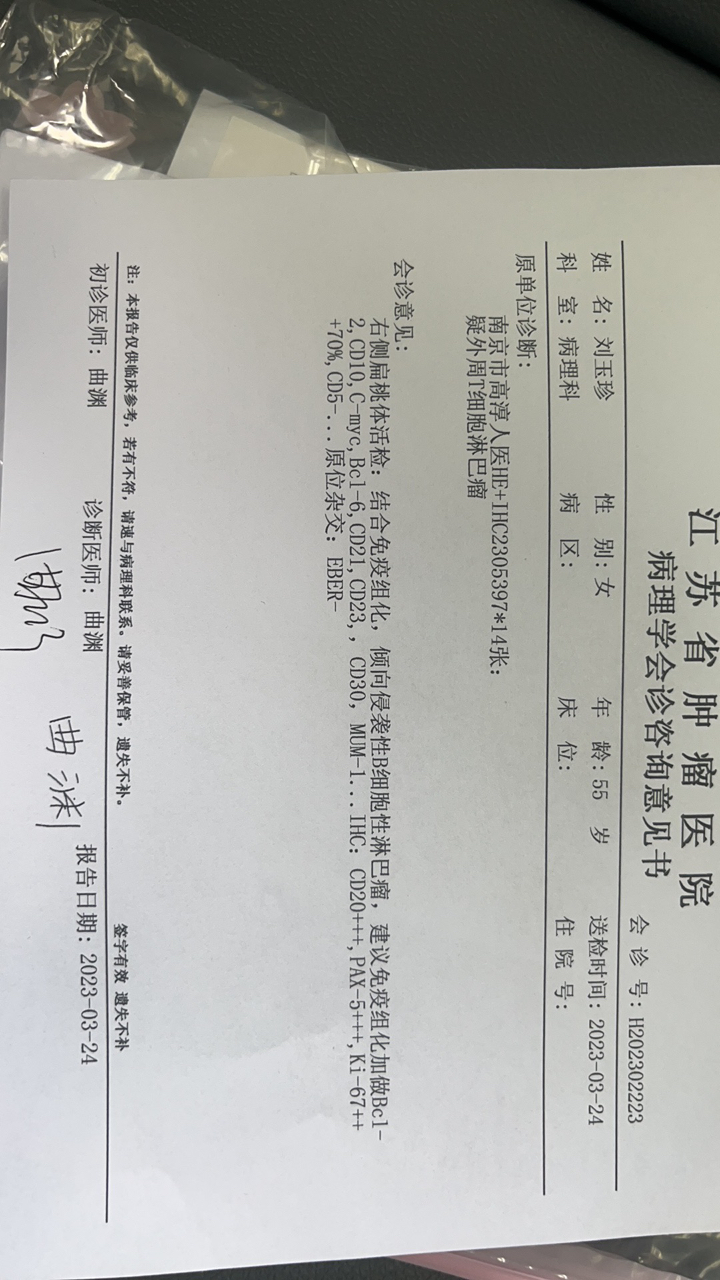 江苏省肿瘤医院
病理学会诊咨询意见书
会 诊 号：H202302223
姓 名：刘玉珍 性 别：女 年 龄：55 岁 送检时间：2023-03-24
科 室：病理科 病 区： 床 位： 住 院 号：
原单位诊断：
南京市高淳人医HE+IHC2305397*14张：
疑外周T细胞淋巴瘤
会诊意见：
右侧扁桃体活检：结合免疫组化，倾向侵袭性B细胞性淋巴瘤，建议免疫组化加做Bcl-
2,CD10,C-myc,Bcl-6,CD21,CD23,，CD30，MUM-1...IHC：CD20+++,PAX-5+++,Ki-67++
+70%,CD5-...原位杂交：EBER-
注：本报告仅供临床参考，若有不符，请速与病理科联系。请妥善保管，遗失不补。 签字有效 遗失不补
初诊医师：曲渊 诊断医师：曲渊 报告日期：2023-03-24
曲渊